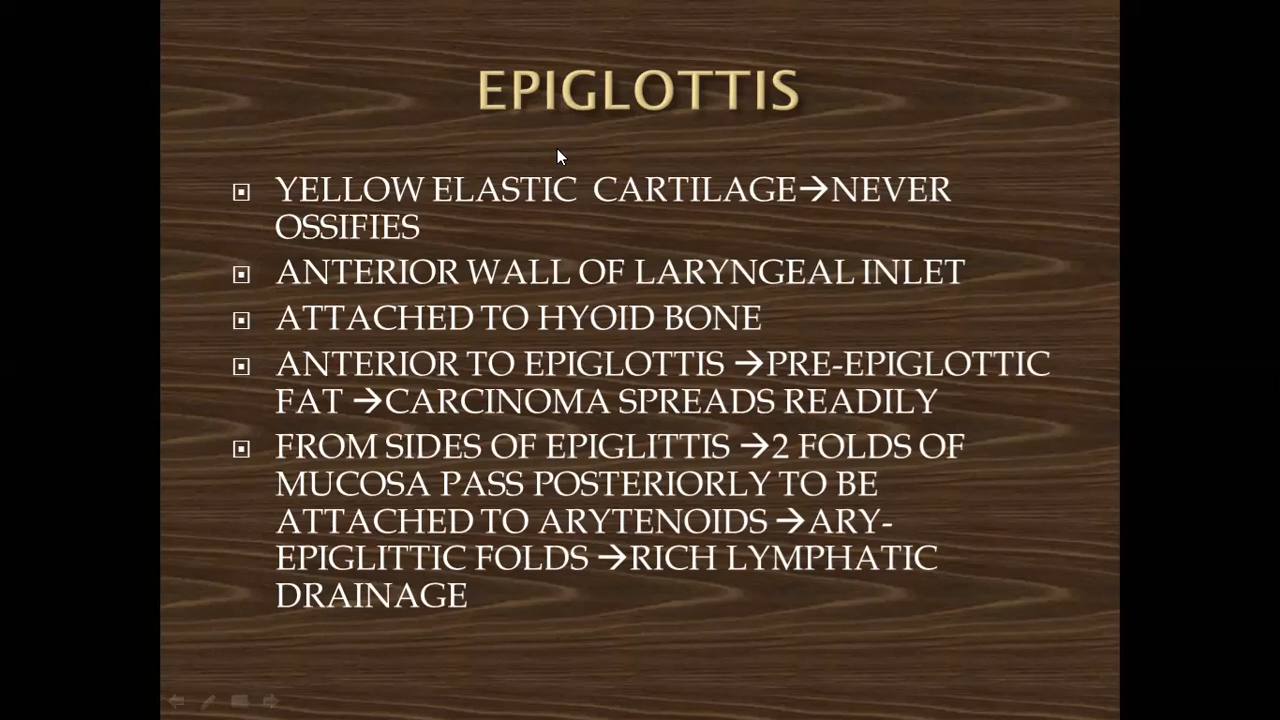 EPIGLOTTIS
YELLOW ELASTIC CARTILAGE→NEVER
OSSIFIES
ANTERIOR WALL OF LARYNGEAL INLET
ATTACHED TO HYOID BONE
ANTERIOR TO EPIGLOTTIS →PRE-EPIGLOTTIC
FAT →CARCINOMA SPREADS READILY
FROM SIDES OF EPIGLITTIS →2 FOLDS OF
MUCOSA PASS POSTERIORLY TO BE
ATTACHED TO ARYTENOIDS →ARY-
EPIGLITTIC FOLDS →RICH LYMPHATIC
DRAINAGE